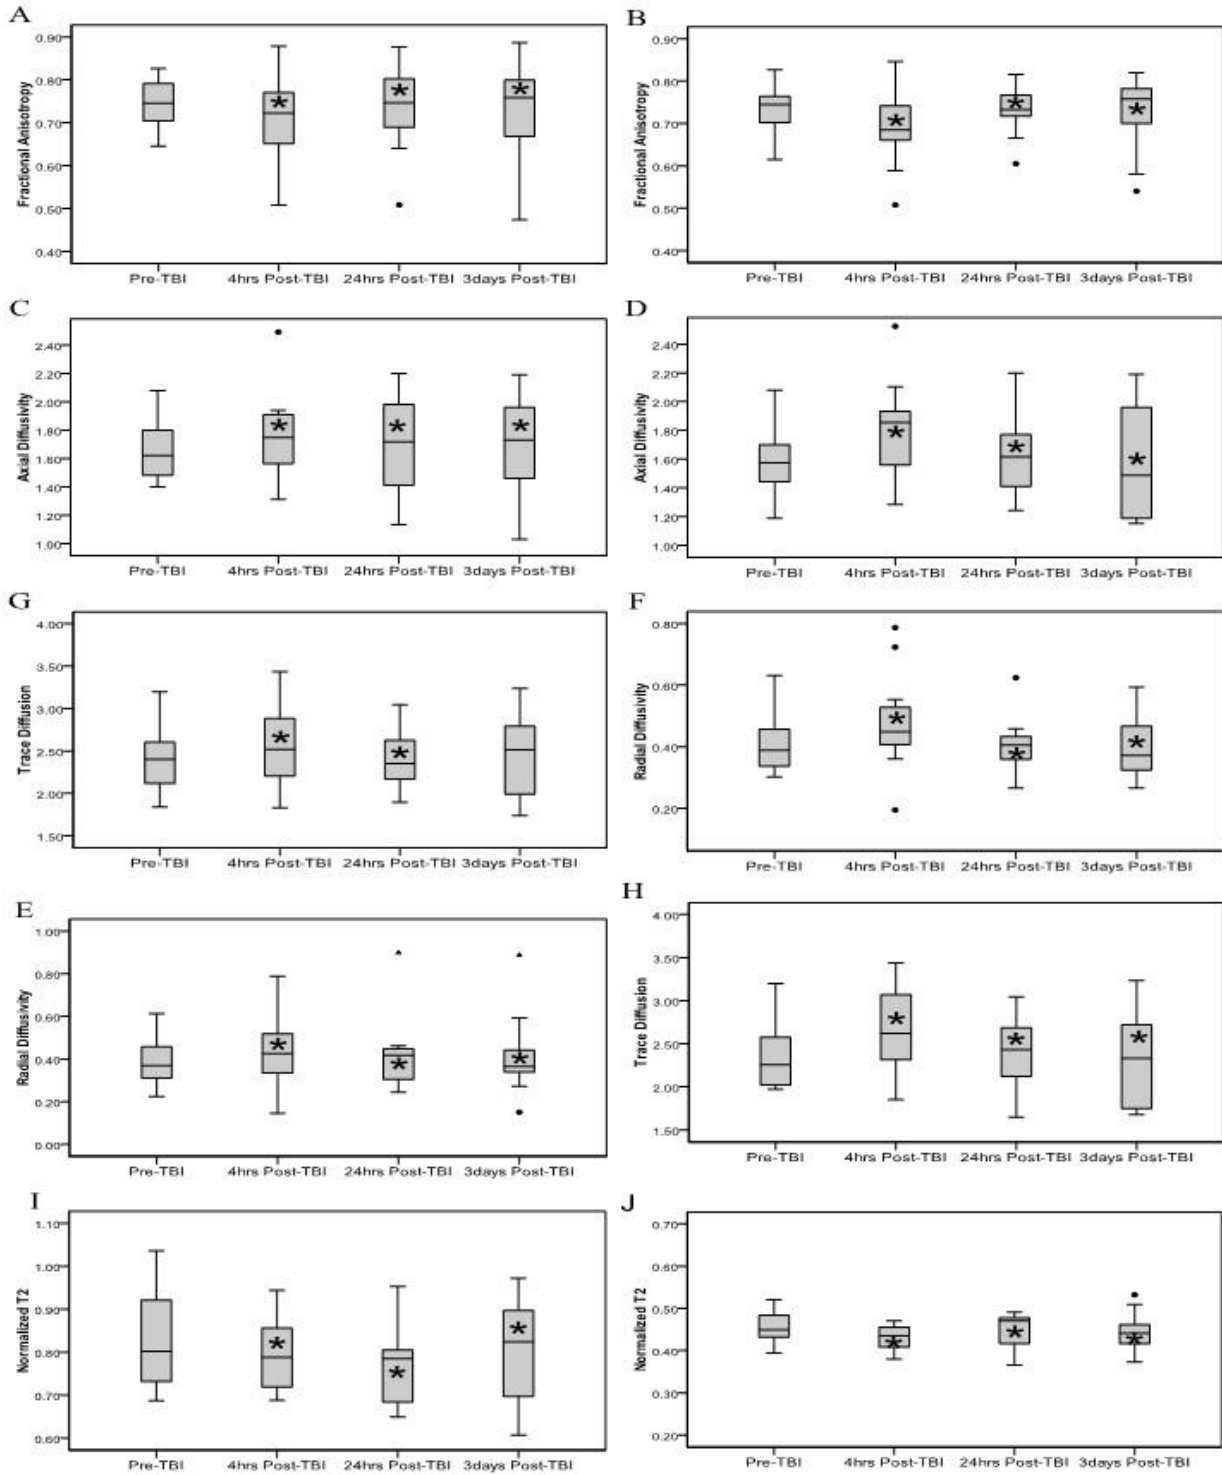 A
Fractional Anisotropy
0.90
0.80
0.70
0.60
0.50
0.40
Pre-TBI 4hrs Post-TBI 24hrs Post-TBI 3days Post-TBI
B
Fractional Anisotropy
0.90
0.80
0.70
0.60
0.50
0.40
Pre-TBI 4hrs Post-TBI 24hrs Post-TBI 3days Post-TBI
C
Axial Diffusivity
2.40
2.20
2.00
1.80
1.60
1.40
1.20
1.00
Pre-TBI 4hrs Post-TBI 24hrs Post-TBI 3days Post-TBI
D
Axial Diffusivity
2.40
2.20
2.00
1.80
1.60
1.40
1.20
1.00
Pre-TBI 4hrs Post-TBI 24hrs Post-TBI 3days Post-TBI
G
Trace Diffusion
4.00
3.50
3.00
2.50
2.00
1.50
Pre-TBI 4hrs Post-TBI 24hrs Post-TBI 3days Post-TBI
F
Radial Diffusivity
0.80
0.60
0.40
0.20
Pre-TBI 4hrs Post-TBI 24hrs Post-TBI 3days Post-TBI
E
Radial Diffusivity
1.00
0.80
0.60
0.40
0.20
0.00
Pre-TBI 4hrs Post-TBI 24hrs Post-TBI 3days Post-TBI
H
Trace Diffusion
4.00
3.50
3.00
2.50
2.00
1.50
Pre-TBI 4hrs Post-TBI 24hrs Post-TBI 3days Post-TBI
I
Normalized T2
1.10
1.00
0.90
0.80
0.70
0.60
Pre-TBI 4hrs Post-TBI 24hrs Post-TBI 3days Post-TBI
J
Normalized T2
0.70
0.60
0.50
0.40
0.30
0.20
Pre-TBI 4hrs Post-TBI 24hrs Post-TBI 3days Post-TBI